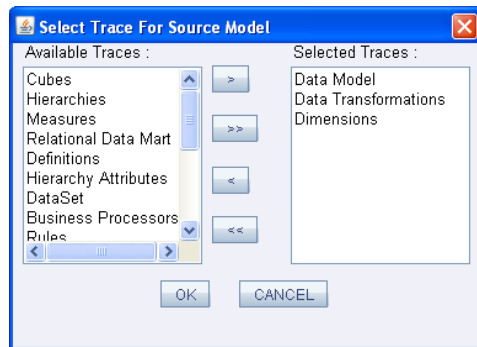 Select Trace For Source Model
Available Traces :
Cubes
Hierarchies
Measures
Relational Data Mart
Definitions
Hierarchy Attributes
DataSet
Business Processors
Rules
>
>>
<
<<
Selected Traces :
Data Model
Data Transformations
Dimensions
OK
CANCEL